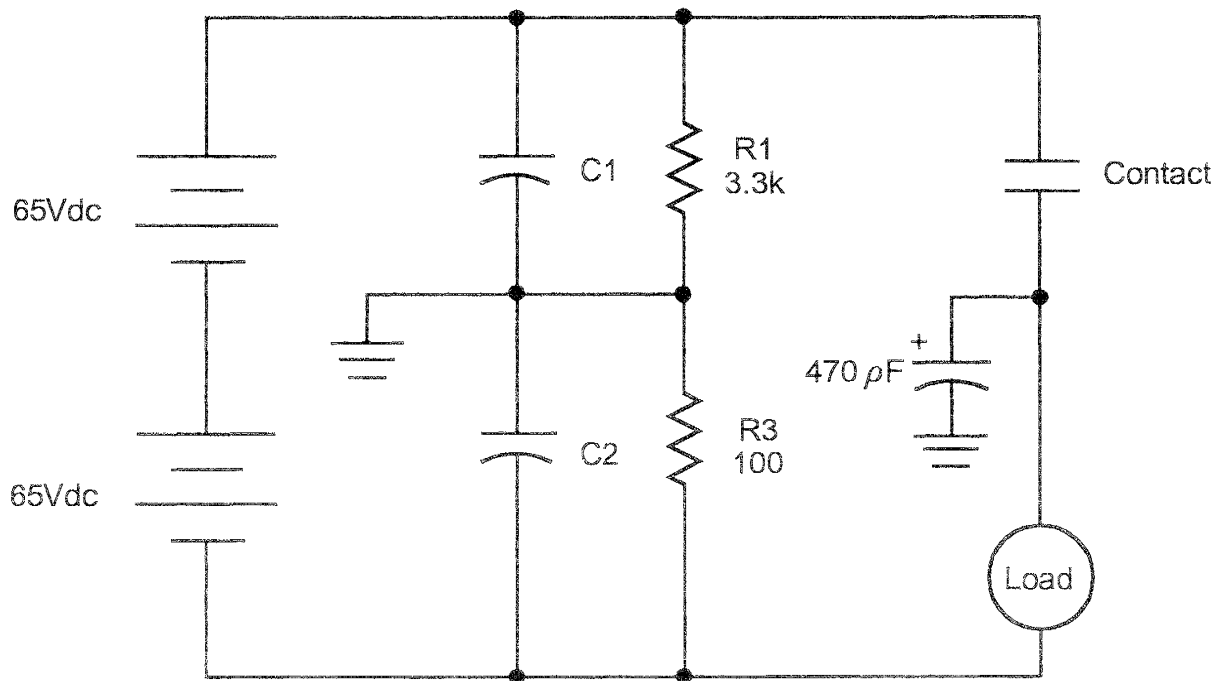 65Vdc
C1
R1
3.3k
Contact
+
470 ρF
65Vdc
C2
R3
100
Load